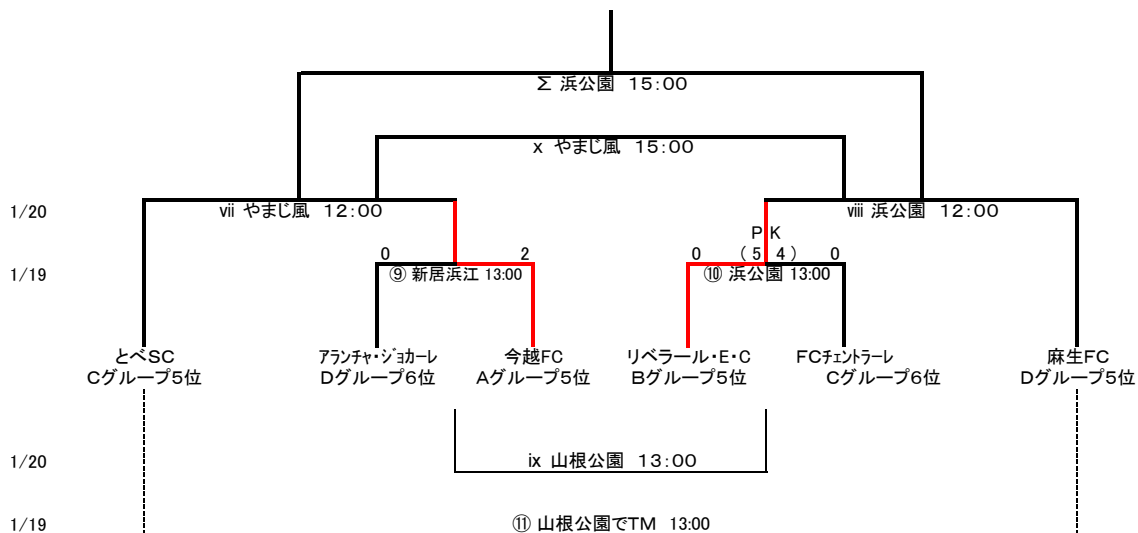 Σ 浜公園 15：00
x やまじ風 15：00
1/20
ⅶ やまじ風 12：00
ⅷ 浜公園 12：00
PK
0 2 0 (5 4) 0
1/19
⑨ 新居浜江 13:00
⑩ 浜公園 13:00
とべSC
Cグループ5位
ｱﾗﾝﾁｬ・ｼﾞｮｶｰﾚ
Dグループ6位
今越FC
Aグループ5位
リベラール・E・C
Bグループ5位
FCﾁｪﾝﾄﾗｰﾚ
Cグループ6位
麻生FC
Dグループ5位
1/20
ⅸ 山根公園 13：00
1/19
⑪ 山根公園でTM 13:00